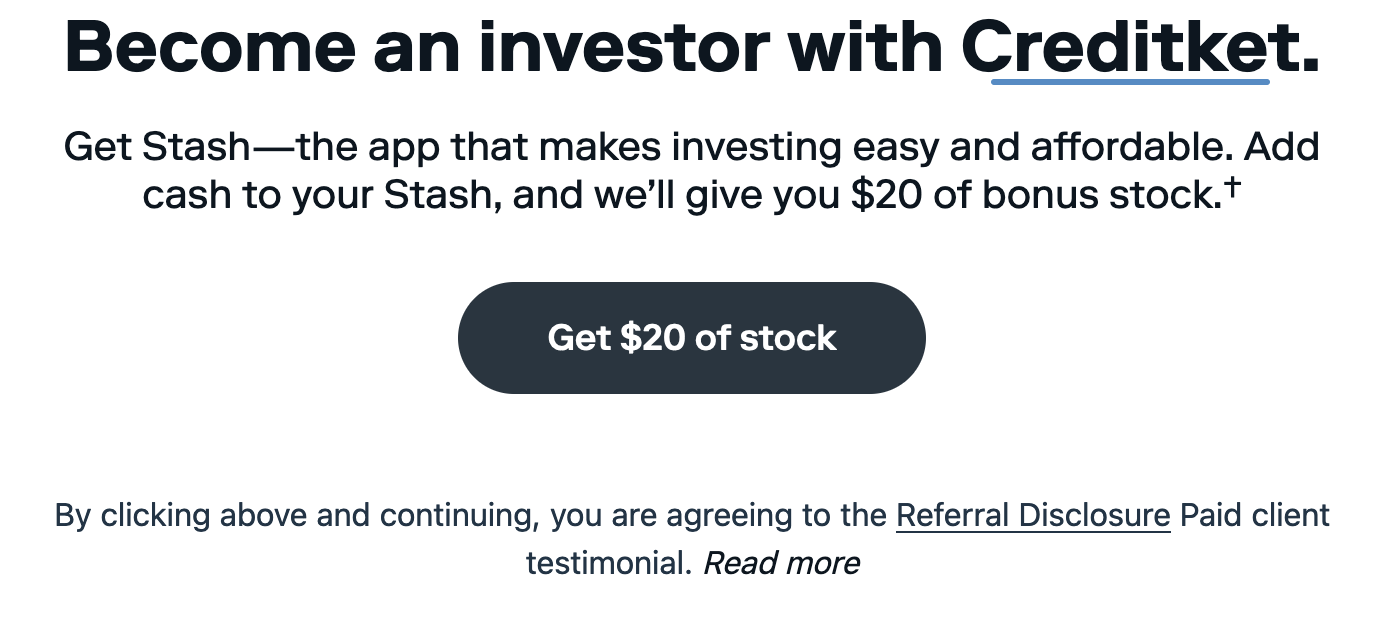 Become an investor with Creditket.
Get Stash—the app that makes investing easy and affordable. Add
cash to your Stash, and we’ll give you $20 of bonus stock.†
Get $20 of stock
By clicking above and continuing, you are agreeing to the Referral Disclosure Paid client
testimonial. Read more